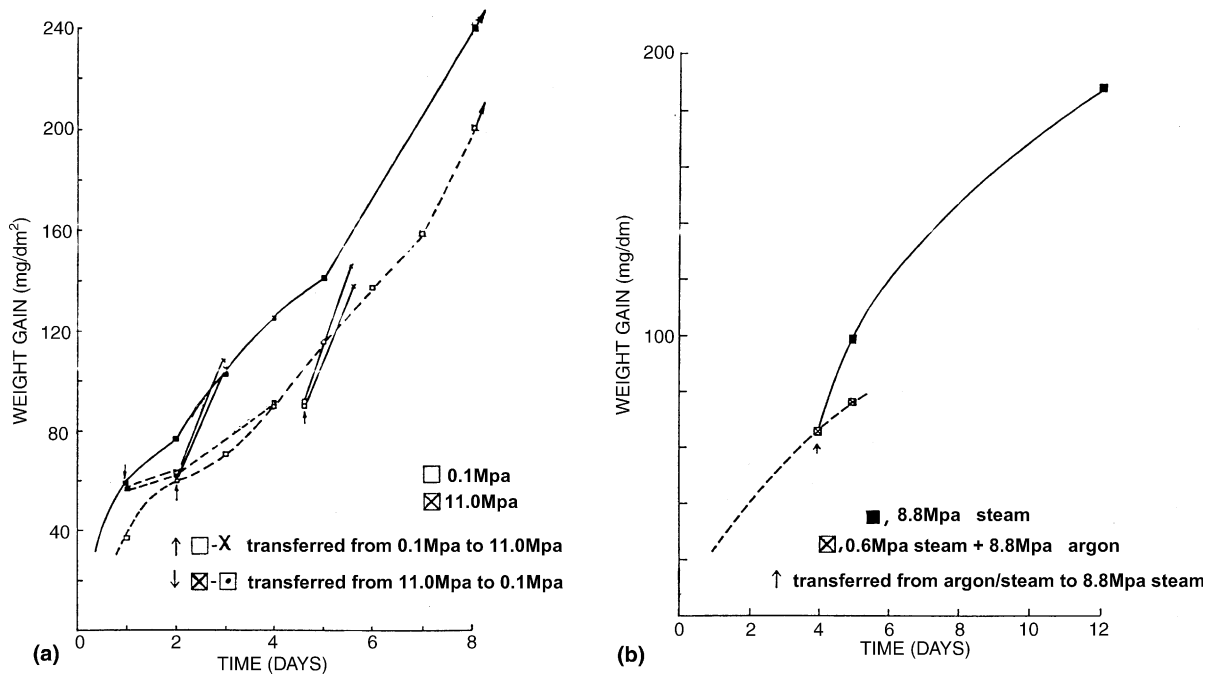 240
200
160
120
80
40
0
2
4
6
8
WEIGHT GAIN (mg/dm2)
TIME (DAYS)
(a)
0.1Mpa
11.0Mpa
↑ □-X transferred from 0.1Mpa to 11.0Mpa
↓ ⊠-⊡ transferred from 11.0Mpa to 0.1Mpa
200
100
0
2
4
6
8
10
12
WEIGHT GAIN (mg/dm)
TIME (DAYS)
(b)
■, 8.8Mpa steam
⊠,0.6Mpa steam + 8.8Mpa argon
↑ transferred from argon/steam to 8.8Mpa steam